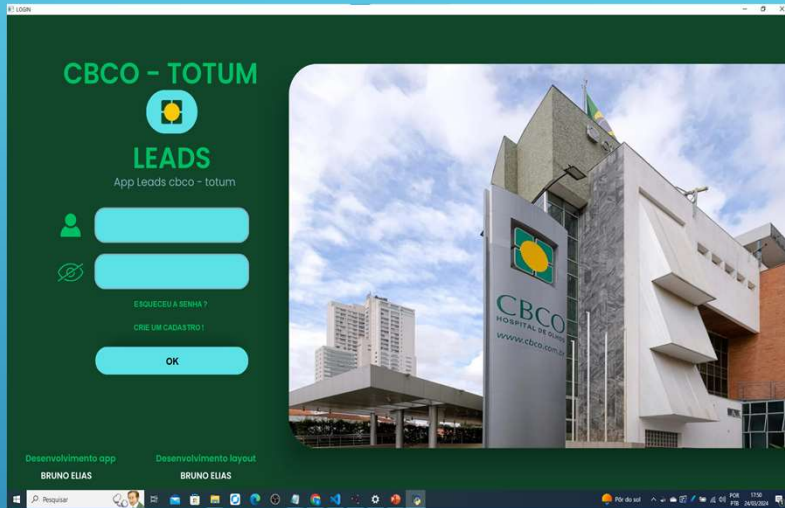 LOGIN
CBCO - TOTUM
LEADS
App Leads cbco - totum
ESQUECEU A SENHA ?
CRIE UM CADASTRO !
OK
Desenvolvimento app
BRUNO ELIAS
Desenvolvimento layout
BRUNO ELIAS
CBCO
HOSPITAL DE OLHOS
www.cbco.com.br
Pesquisar
Pôr do sol
POR
PTB
17:50
24/03/2024